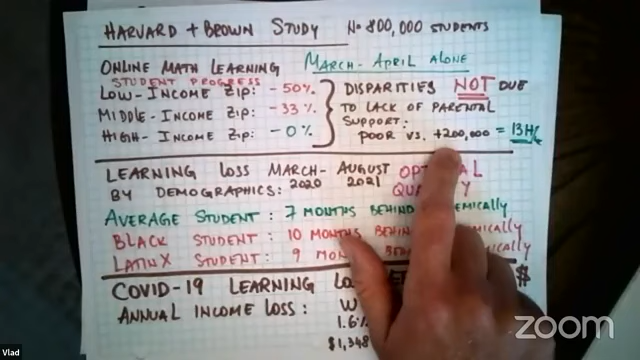 HARVARD + BROWN STUDY N=800,000 STUDENTS
ONLINE MATH LEARNING MARCH-APRIL ALONE
STUDENT PROGRESS
LOW-INCOME ZIP: -50%
MIDDLE-INCOME ZIP: -33%
HIGH-INCOME ZIP: -0%
DISPARITIES NOT DUE
TO LACK OF PARENTAL
SUPPORT:
POOR VS. +200,000 = 13H
LEARNING LOSS MARCH- AUGUST
2020 2021
BY DEMOGRAPHICS:
AVERAGE STUDENT: 7 MONTHS BEHIND
BLACK STUDENT: 10 MONTHS
LATINX STUDENT: 9
COVID-19 LEARNING $
ANNUAL INCOME LOSS: W
1.6%
$1,348
zoom
Vlad